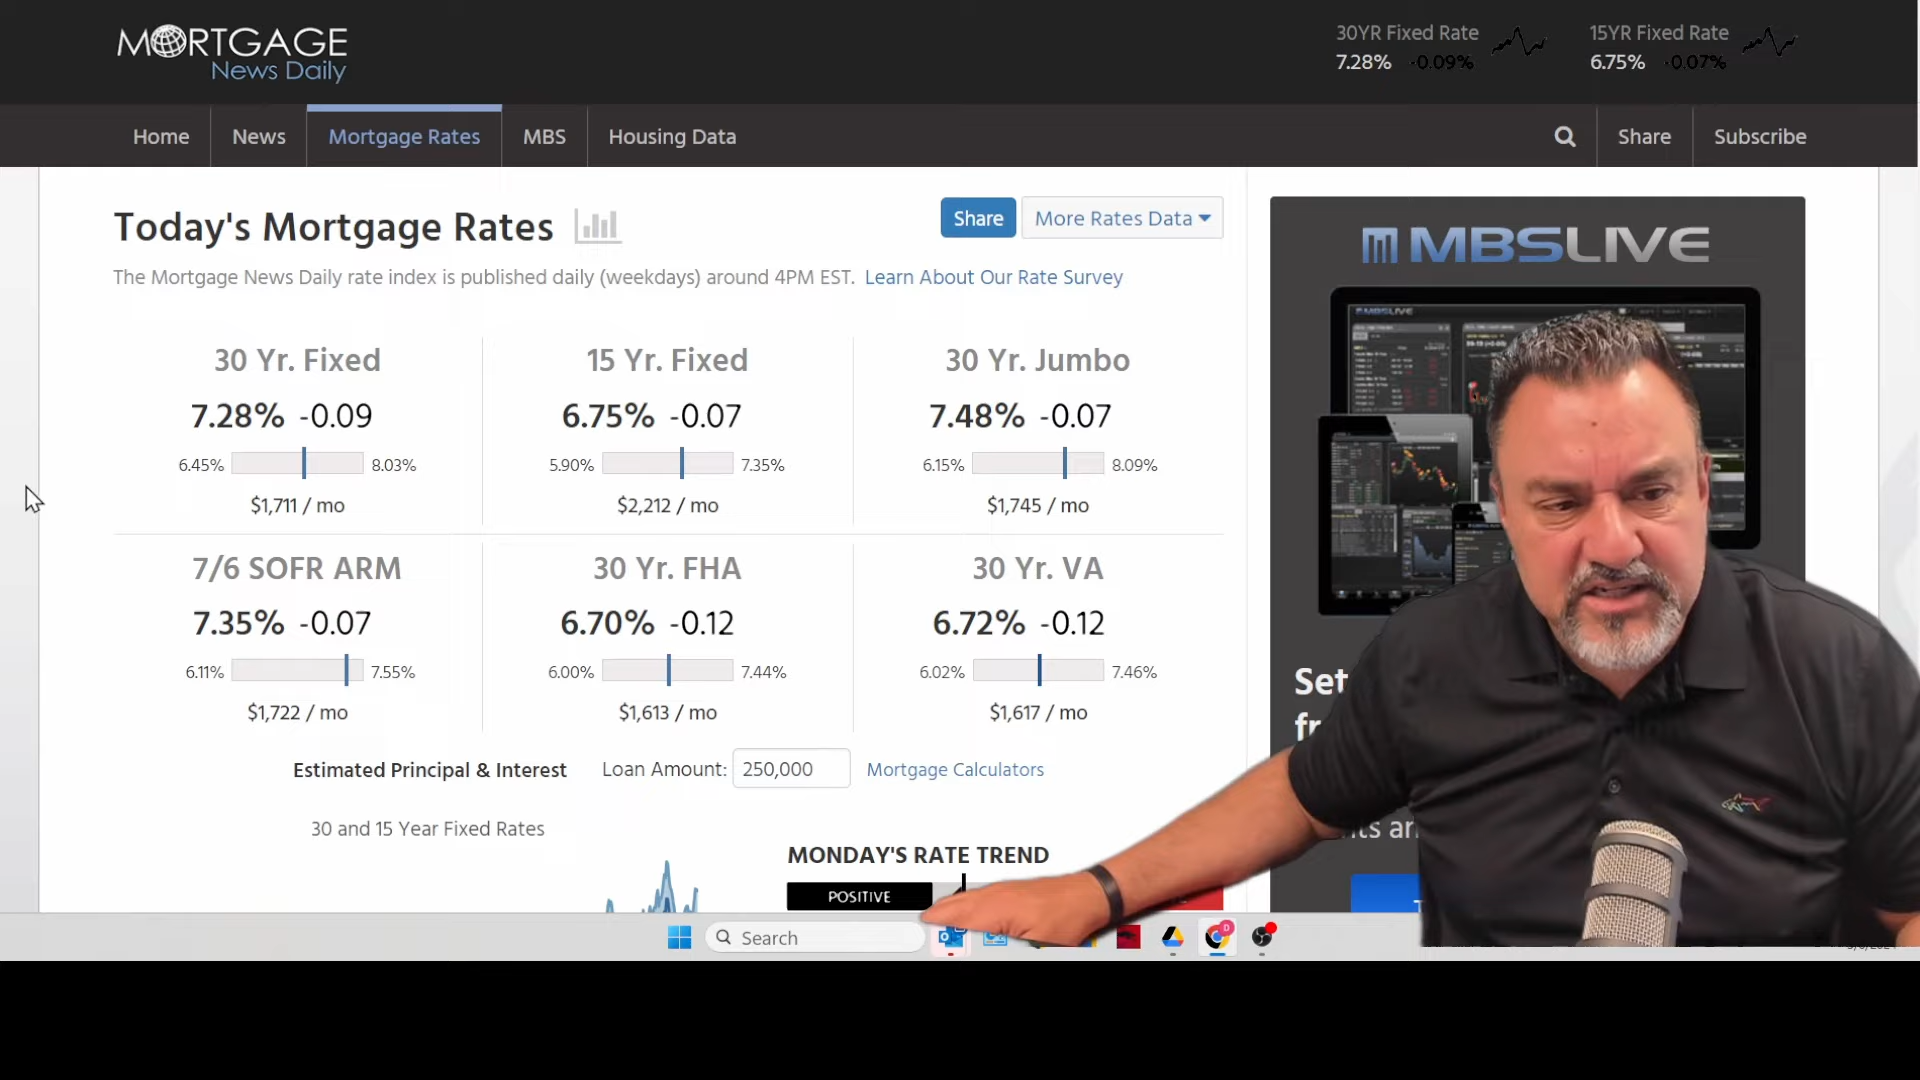 MORTGAGE
News Daily
30YR Fixed Rate
7.28% -0.09%
15YR Fixed Rate
6.75% -0.07%
Home News Mortgage Rates MBS Housing Data Share Subscribe
Today's Mortgage Rates
Share More Rates Data
The Mortgage News Daily rate index is published daily (weekdays) around 4PM EST. Learn About Our Rate Survey
30 Yr. Fixed
7.28% -0.09
6.45% 8.03%
$1,711 / mo
15 Yr. Fixed
6.75% -0.07
5.90% 7.35%
$2,212 / mo
30 Yr. Jumbo
7.48% -0.07
6.15% 8.09%
$1,745 / mo
7/6 SOFR ARM
7.35% -0.07
6.11% 7.55%
$1,722 / mo
30 Yr. FHA
6.70% -0.12
6.00% 7.44%
$1,613 / mo
30 Yr. VA
6.72% -0.12
6.02% 7.46%
$1,617 / mo
Estimated Principal & Interest Loan Amount: 250,000 Mortgage Calculators
30 and 15 Year Fixed Rates
MONDAY'S RATE TREND
POSITIVE
MBSLIVE
MBSLIVE
Set
Search